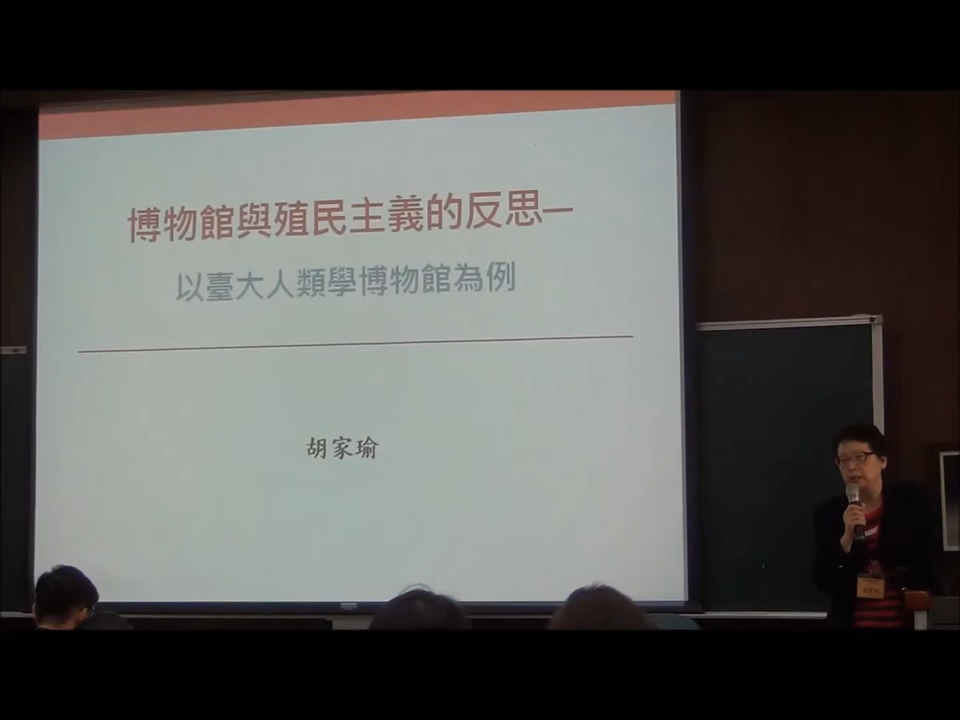 博物館與殖民主義的反思─
以臺大人類學博物館為例
胡家瑜